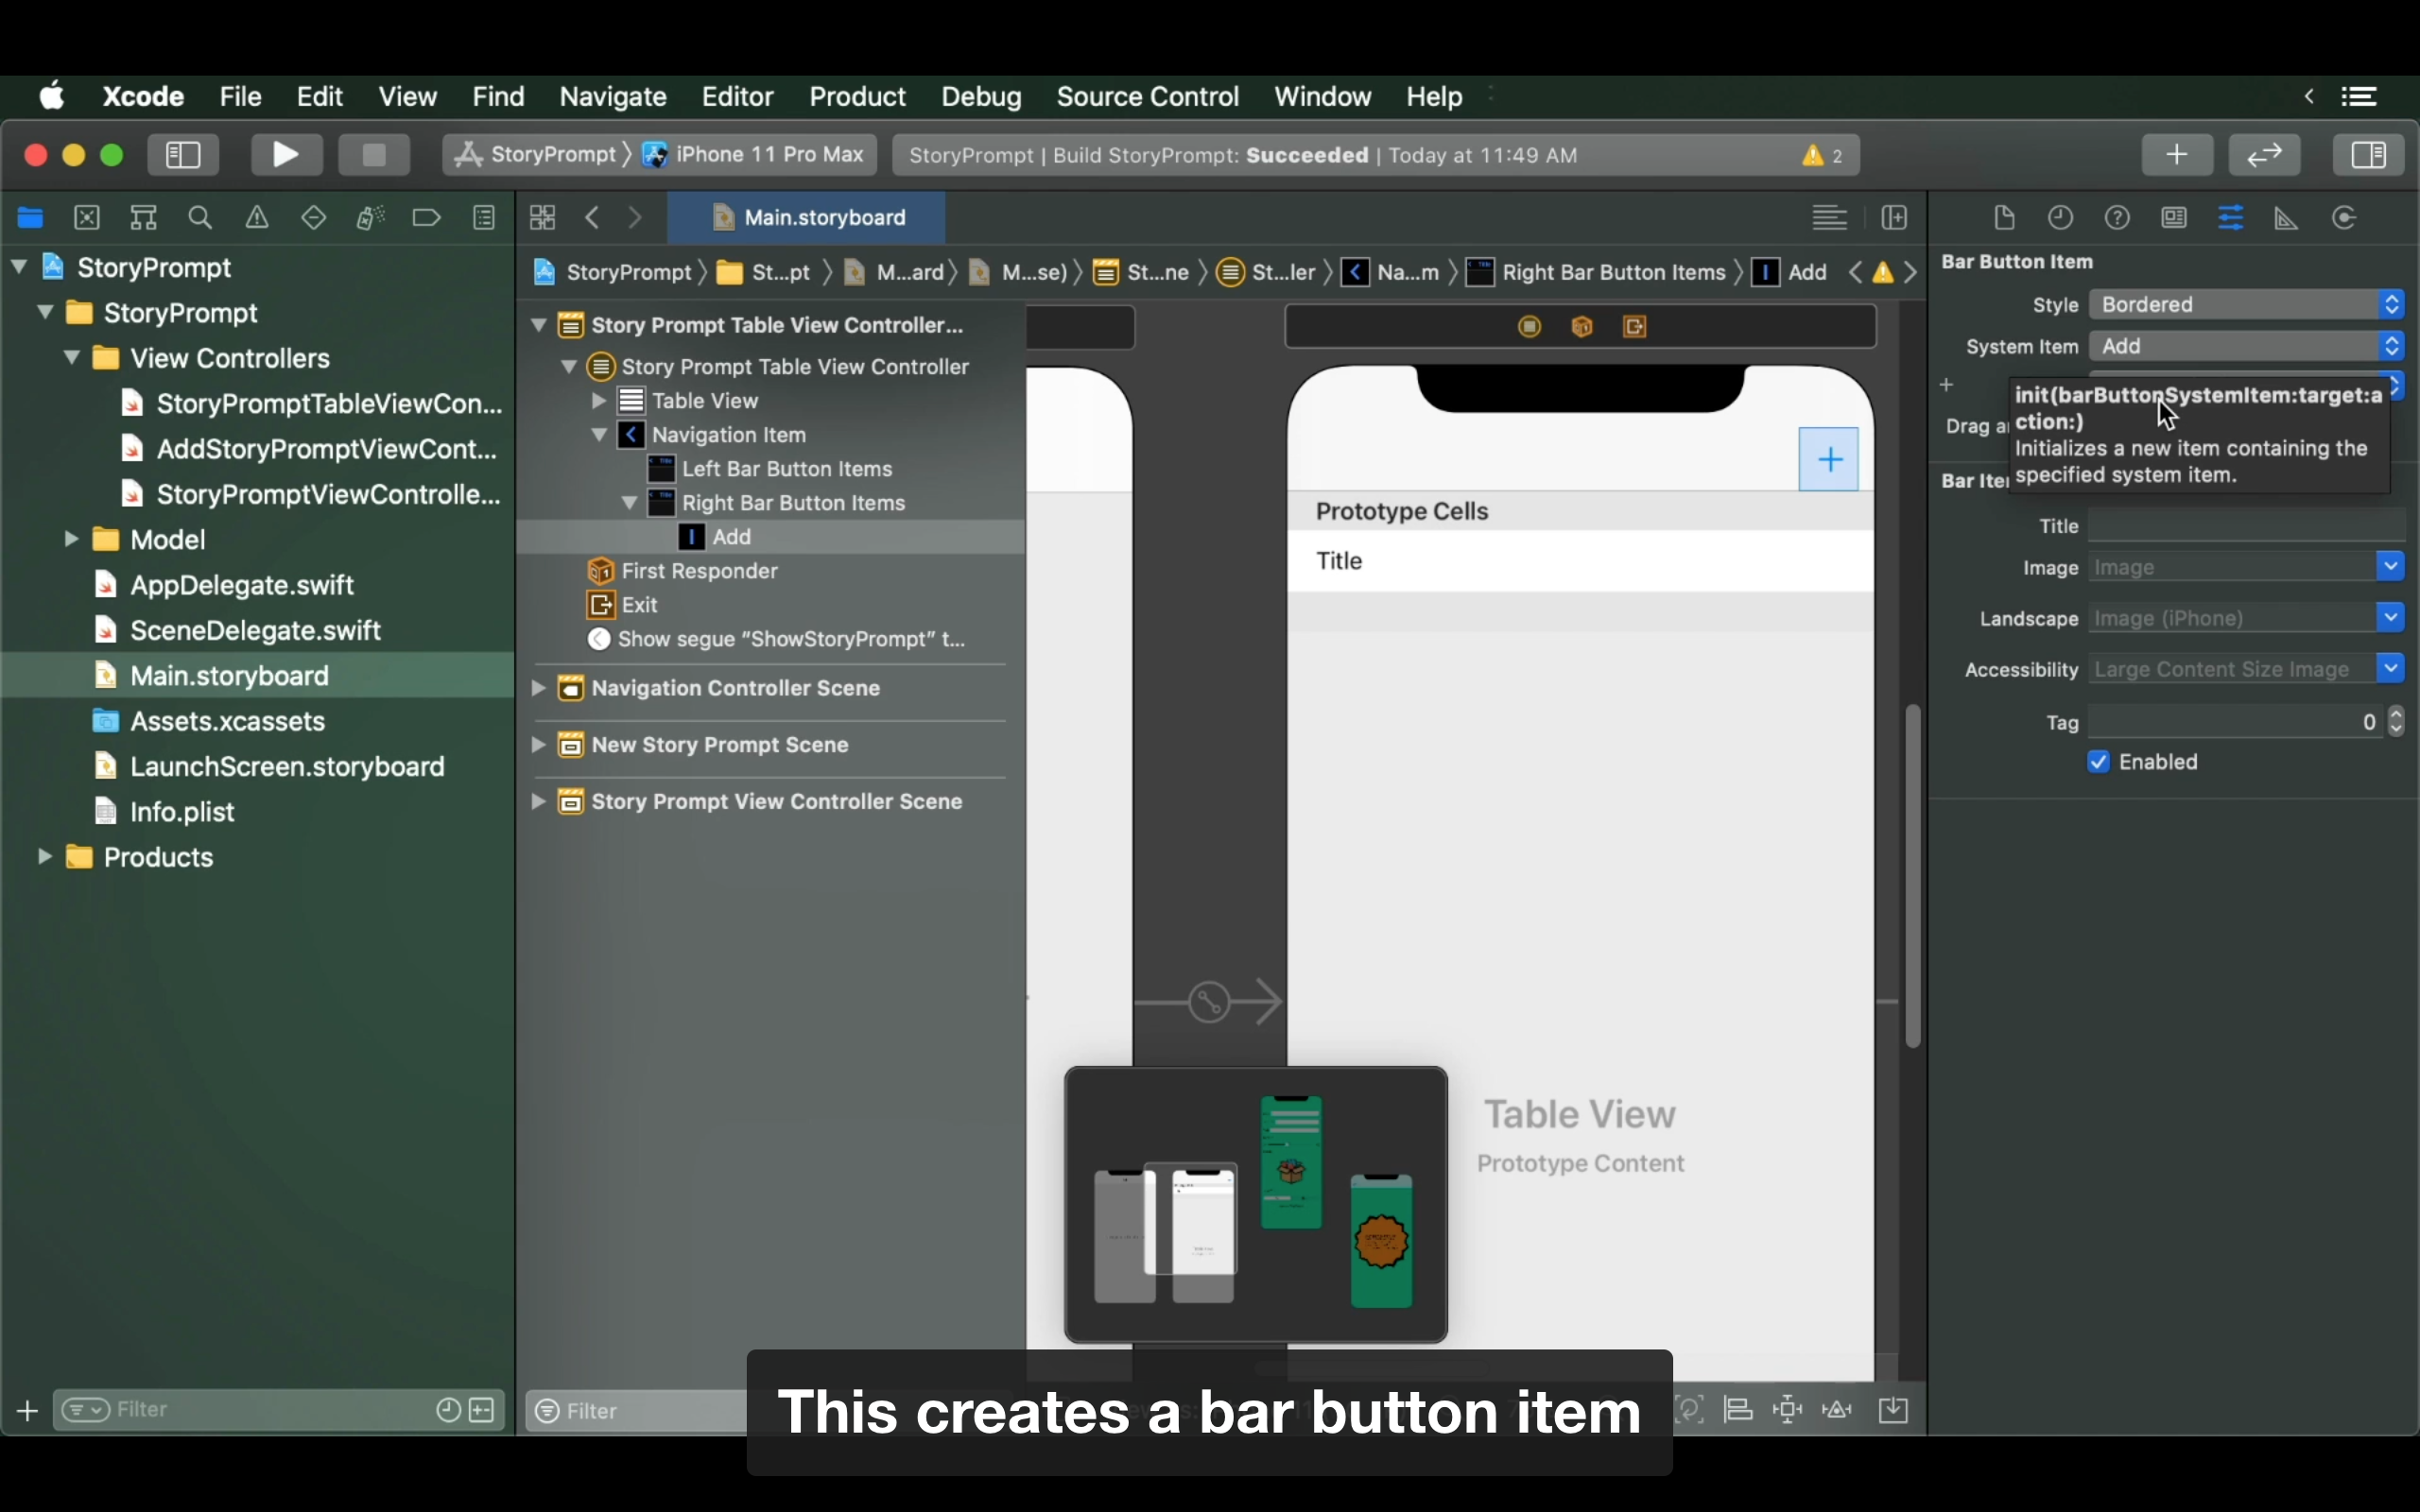 Xcode File Edit View Find Navigate Editor Product Debug Source Control Window Help
StoryPrompt iPhone 11 Pro Max
StoryPrompt | Build StoryPrompt: Succeeded | Today at 11:49 AM
2
Main.storyboard
StoryPrompt
StoryPrompt
View Controllers
StoryPromptTableViewCon...
AddStoryPromptViewCont...
StoryPromptViewControlle...
Model
AppDelegate.swift
SceneDelegate.swift
Main.storyboard
Assets.xcassets
LaunchScreen.storyboard
Info.plist
Products
Filter
StoryPrompt St...pt M...ard M...se) St...ne St...ler Na...m Right Bar Button Items Add
Story Prompt Table View Controller...
Story Prompt Table View Controller
Table View
Navigation Item
Left Bar Button Items
Right Bar Button Items
Add
First Responder
Exit
Show segue “ShowStoryPrompt” t...
Navigation Controller Scene
New Story Prompt Scene
Story Prompt View Controller Scene
Filter
Prototype Cells
Title
Table View
Prototype Content
Bar Button Item
Style Bordered
System Item Add
init(barButtonSystemItem:target:a
ction:)
Initializes a new item containing the
specified system item.
Title
Image Image
Landscape Image (iPhone)
Accessibility Large Content Size Image
Tag 0
Enabled
This creates a bar button item